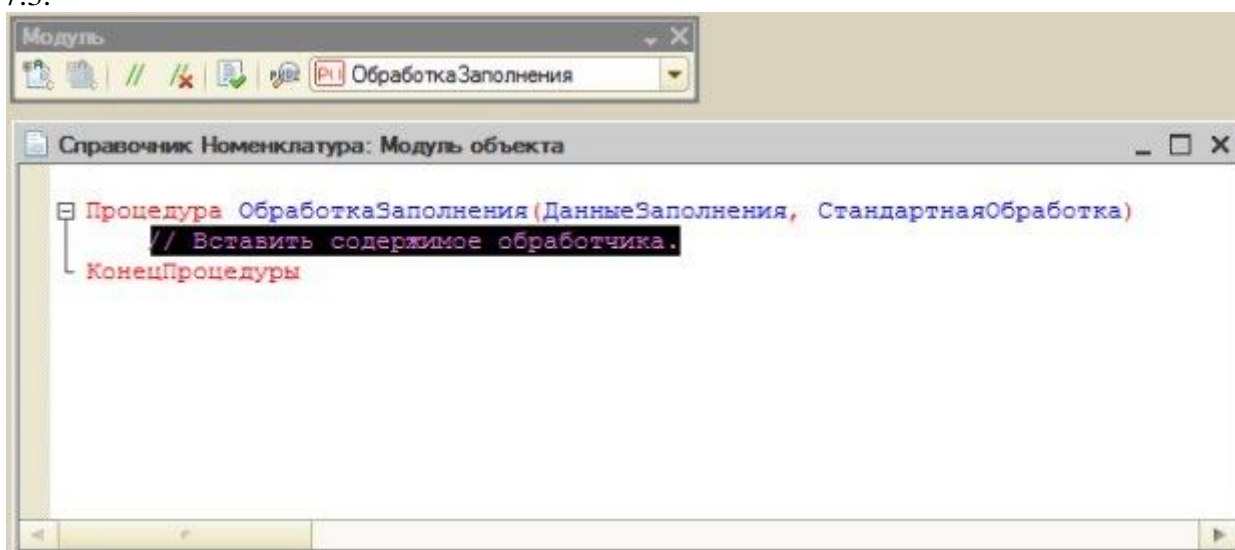 7.3.
Модуль
ОбработкаЗаполнения
Справочник Номенклатура: Модуль объекта
Процедура ОбработкаЗаполнения(ДанныеЗаполнения, СтандартнаяОбработка)
// Вставить содержимое обработчика.
КонецПроцедуры